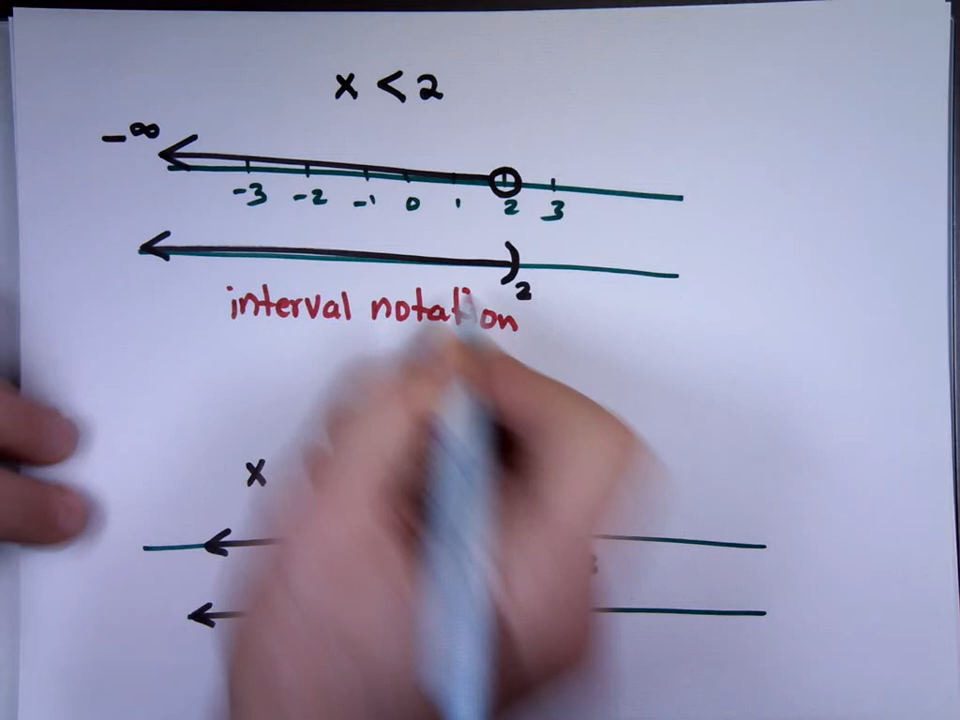 x < 2
-∞
-3 -2 -1 0 1 2 3
2
interval notation
x